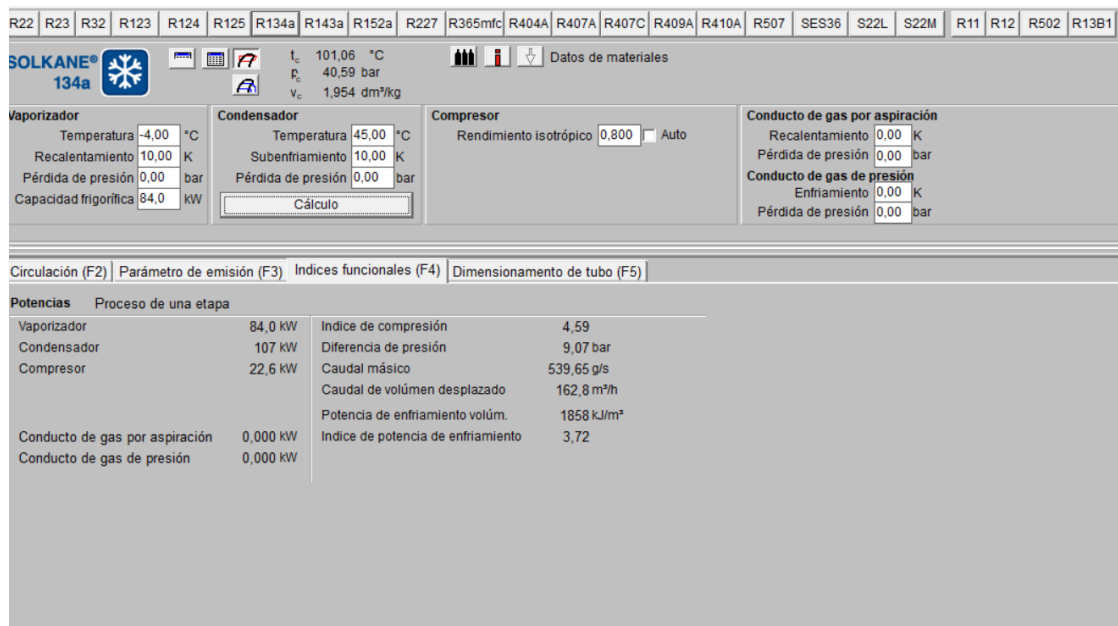 R22 R23 R32 R123 R124 R125 R134a R143a R152a R227 R365mfc R404A R407A R407C R409A R410A R507 SES36 S22L S22M R11 R12 R502 R13B1
SOLKANE®
134a
tc 101,06 °C
pc 40,59 bar
vc 1,954 dm³/kg
Datos de materiales
Vaporizador
Temperatura -4,00 °C
Recalentamiento 10,00 K
Pérdida de presión 0,00 bar
Capacidad frigorífica 84,0 kW
Condensador
Temperatura 45,00 °C
Subenfriamiento 10,00 K
Pérdida de presión 0,00 bar
Cálculo
Compresor
Rendimiento isotrópico 0,800 Auto
Conducto de gas por aspiración
Recalentamiento 0,00 K
Pérdida de presión 0,00 bar
Conducto de gas de presión
Enfriamiento 0,00 K
Pérdida de presión 0,00 bar
Circulación (F2) Parámetro de emisión (F3) Indices funcionales (F4) Dimensionamento de tubo (F5)
Potencias Proceso de una etapa
Vaporizador 84,0 kW
Condensador 107 kW
Compresor 22,6 kW
Conducto de gas por aspiración 0,000 kW
Conducto de gas de presión 0,000 kW
Indice de compresión 4,59
Diferencia de presión 9,07 bar
Caudal másico 539,65 g/s
Caudal de volúmen desplazado 162,8 m³/h
Potencia de enfriamiento volúm. 1858 kJ/m³
Indice de potencia de enfriamiento 3,72